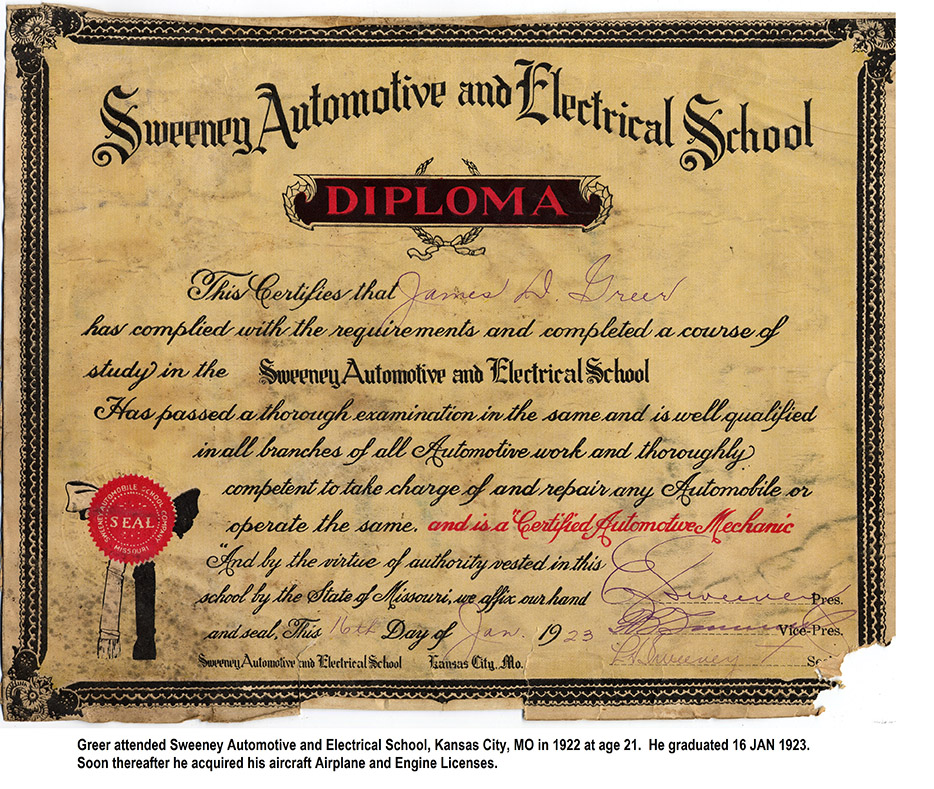 Sweeney Automotive and Electrical School
DIPLOMA
This Certifies that James D. Greer
has complied with the requirements and completed a course of
study in the Sweeney Automotive and Electrical School
Has passed a thorough examination in the same and is well qualified
in all branches of all Automotive work and thoroughly
competent to take charge of and repair any Automobile or
operate the same, and is a "Certified Automotive Mechanic
"And by the virtue of authority vested in this
school by the State of Missouri, we affix our hand
Sweeney Pres.
and seal, This 16th Day of Jan. 1923
Vice-Pres.
Sweeney Automotive and Electrical School Kansas City, Mo.
Sweeney
SWEENEY AUTOMOBILE SCHOOL COMPANY
SEAL
MISSOURI
Greer attended Sweeney Automotive and Electrical School, Kansas City, MO in 1922 at age 21. He graduated 16 JAN 1923.
Soon thereafter he acquired his aircraft Airplane and Engine Licenses.